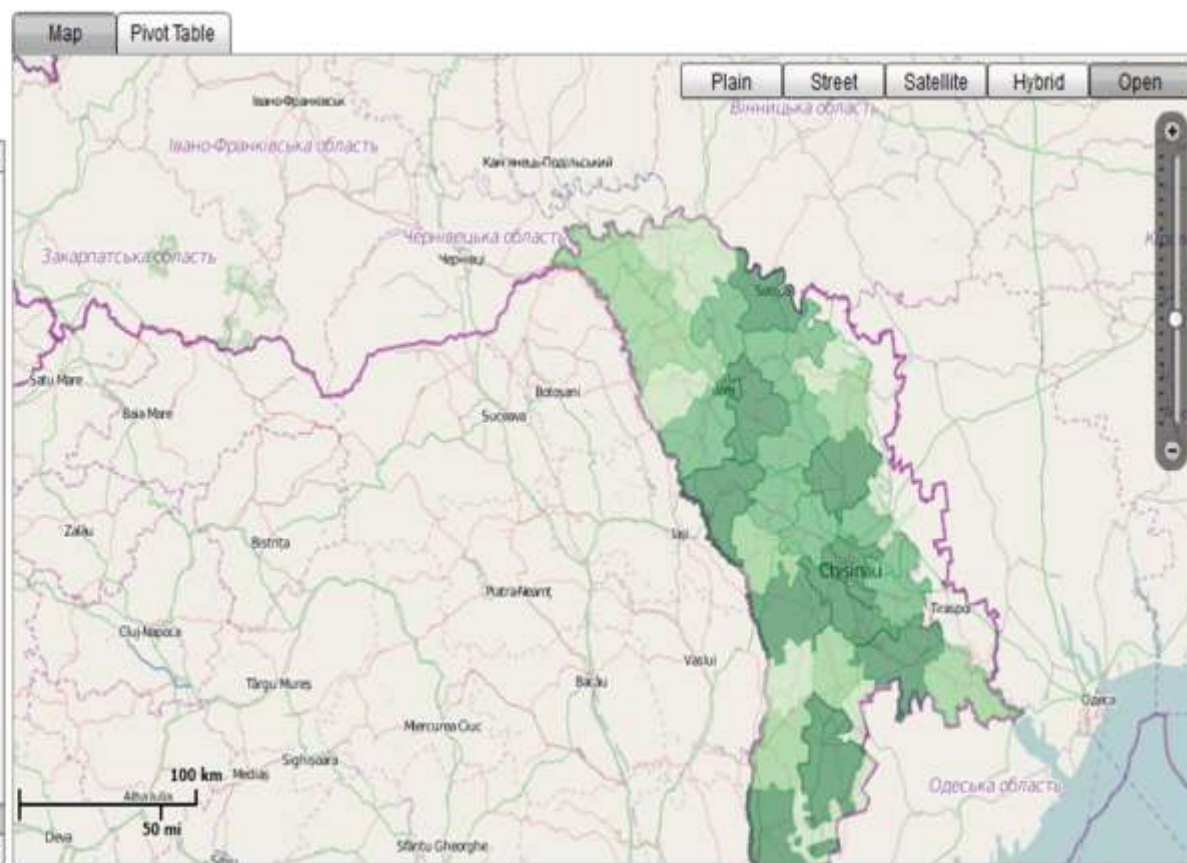 Map
Pivot Table
Plain
Street
Satellite
Hybrid
Open
Івано-Франківськ
Вінницька область
Івано-Франківська область
Кам'янець-Подільський
Чернівецька область
Закарпатська область
Чернівці
Satu Mare
Baia Mare
Botoșani
Suceava
Zalău
Iași
Bistrița
Chisinau
Piatra-Neamț
Tiraspol
Cluj-Napoca
Vaslui
Târgu Mureș
Bacău
Одеса
Miercurea Ciuc
Sighișoara
100 km
Mediaș
Одеська область
Alba Iulia
50 mi
Deva
Sfântu Gheorghe